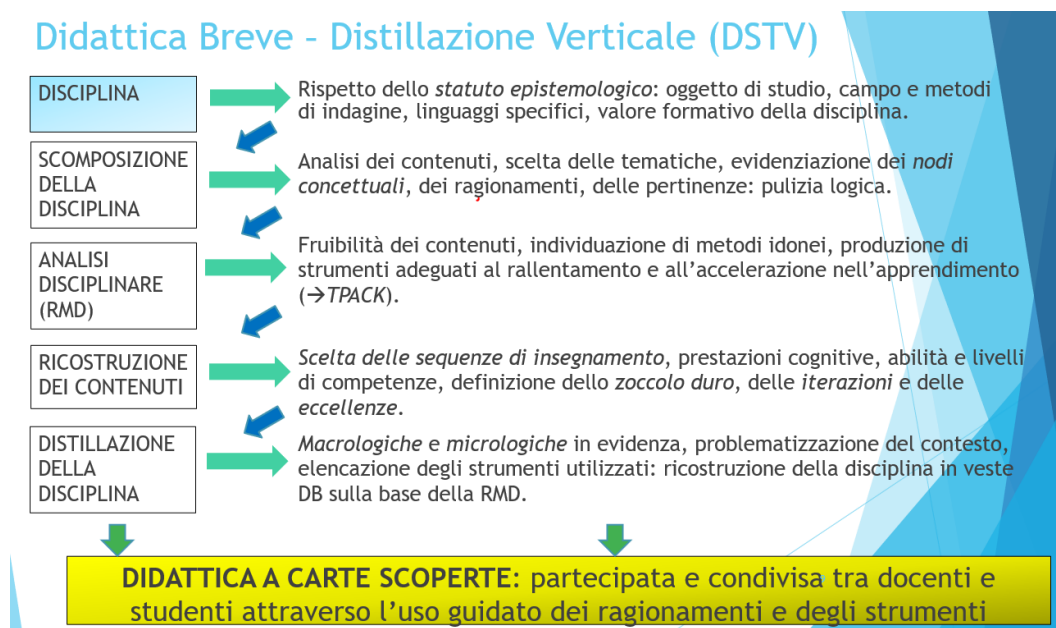 Didattica Breve – Distillazione Verticale (DSTV)
DISCIPLINA
Rispetto dello statuto epistemologico: oggetto di studio, campo e metodi
di indagine, linguaggi specifici, valore formativo della disciplina.
SCOMPOSIZIONE
DELLA
DISCIPLINA
Analisi dei contenuti, scelta delle tematiche, evidenziazione dei nodi
concettuali, dei ragionamenti, delle pertinenze: pulizia logica.
ANALISI
DISCIPLINARE
(RMD)
Fruibilità dei contenuti, individuazione di metodi idonei, produzione di
strumenti adeguati al rallentamento e all’accelerazione nell’apprendimento
(→TPACK).
RICOSTRUZIONE
DEI CONTENUTI
Scelta delle sequenze di insegnamento, prestazioni cognitive, abilità e livelli
di competenze, definizione dello zoccolo duro, delle iterazioni e delle
eccellenze.
DISTILLAZIONE
DELLA
DISCIPLINA
Macrologiche e micrologiche in evidenza, problematizzazione del contesto,
elencazione degli strumenti utilizzati: ricostruzione della disciplina in veste
DB sulla base della RMD.
DIDATTICA A CARTE SCOPERTE: partecipata e condivisa tra docenti e
studenti attraverso l’uso guidato dei ragionamenti e degli strumenti